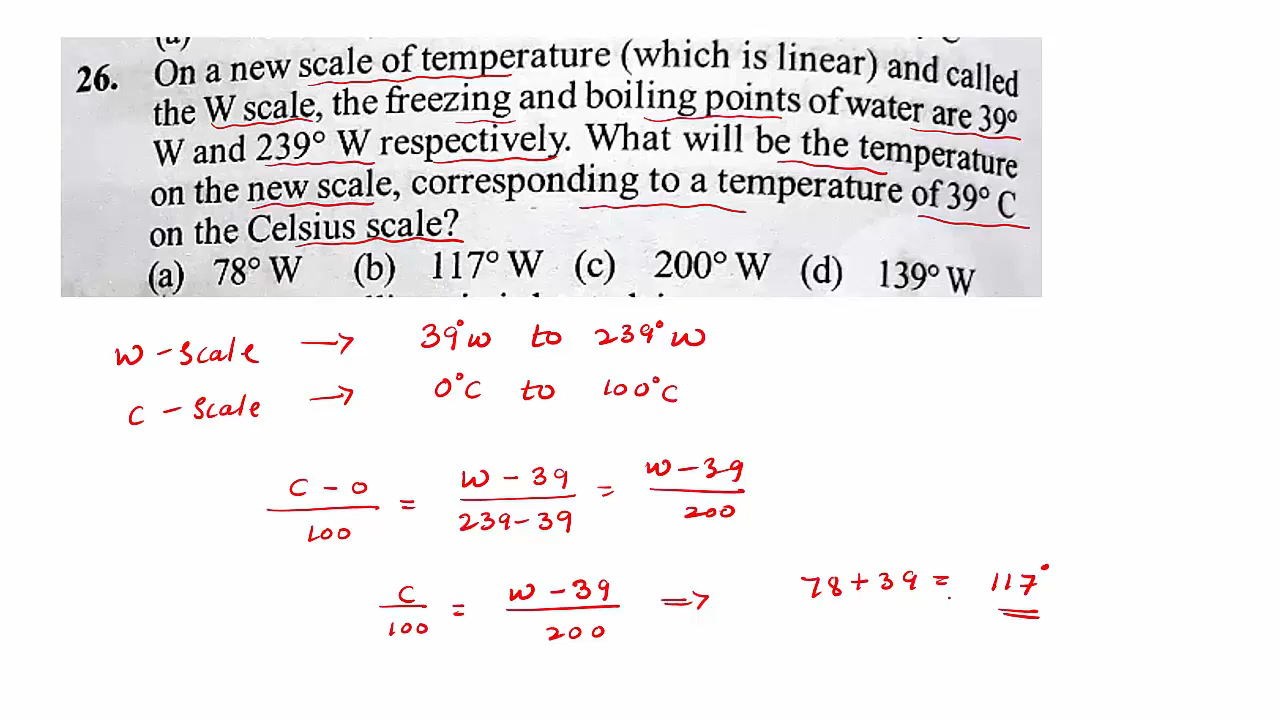 26. On a new scale of temperature (which is linear) and called
the W scale, the freezing and boiling points of water are 39°
W and 239° W respectively. What will be the temperature
on the new scale, corresponding to a temperature of 39° C
on the Celsius scale?
(a) 78° W (b) 117° W (c) 200° W (d) 139° W
W - Scale → 39°W to 239°W
C - Scale → 0°C to 100°C
C - 0 / 100 = W - 39 / 239 - 39 = W - 39 / 200
C / 100 = W - 39 / 200 ⇒ 78 + 39 = 117°